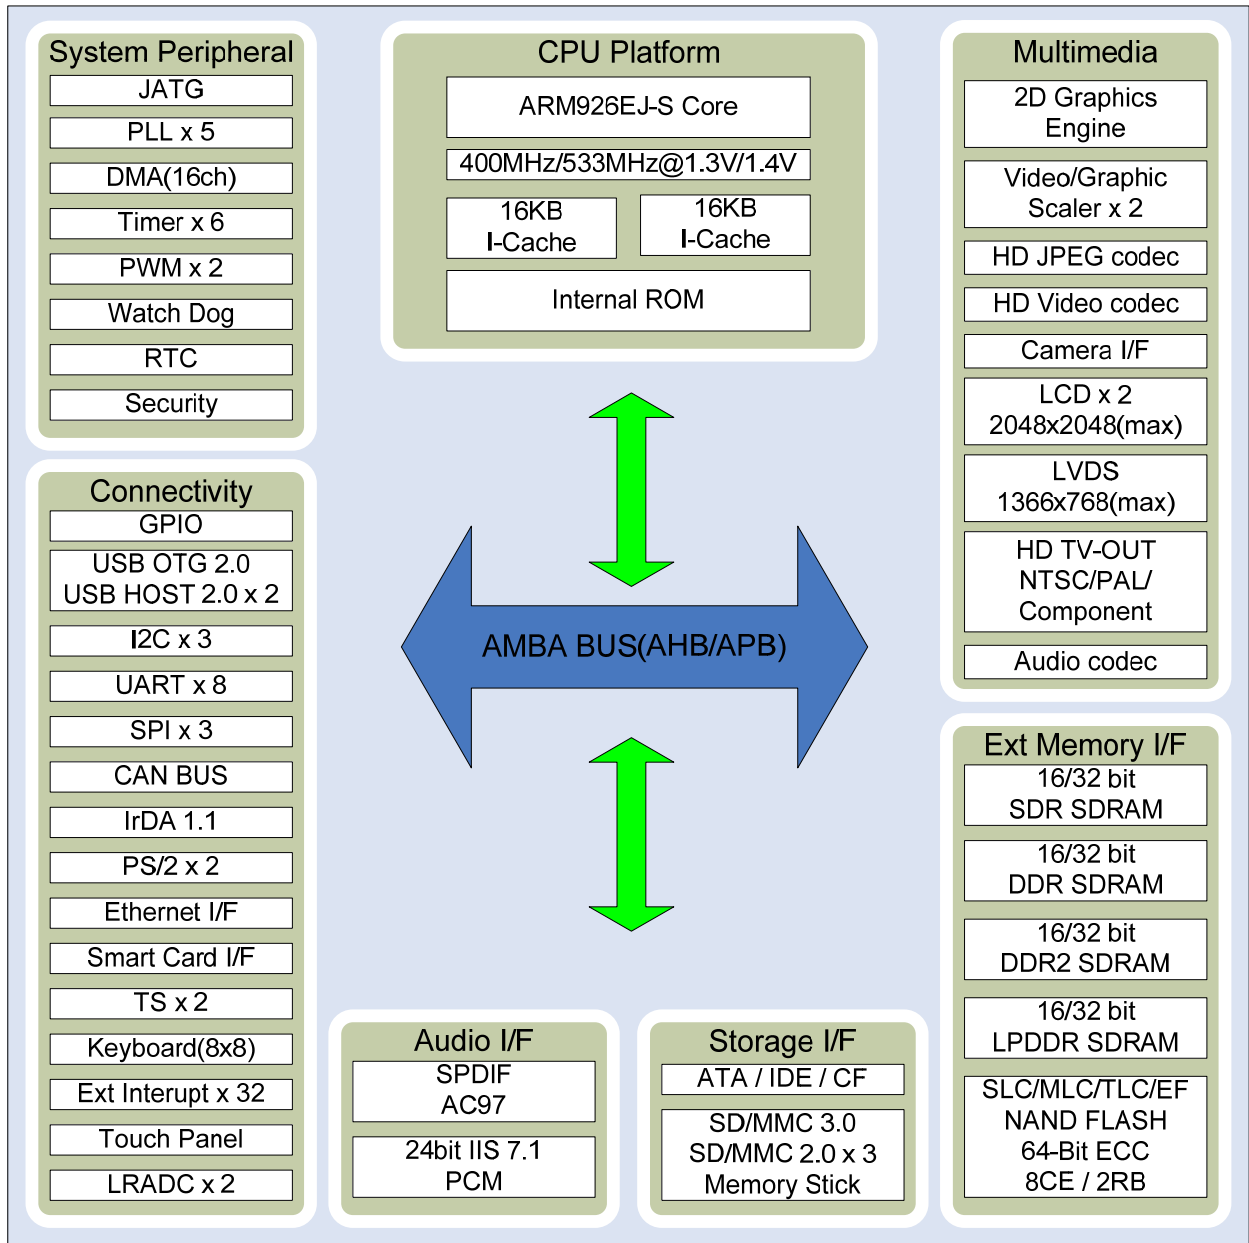 System Peripheral
JATG
PLL x 5
DMA(16ch)
Timer x 6
PWM x 2
Watch Dog
RTC
Security
Connectivity
GPIO
USB OTG 2.0
USB HOST 2.0 x 2
I2C x 3
UART x 8
SPI x 3
CAN BUS
IrDA 1.1
PS/2 x 2
Ethernet I/F
Smart Card I/F
TS x 2
Keyboard(8x8)
Ext Interupt x 32
Touch Panel
LRADC x 2
CPU Platform
ARM926EJ-S Core
400MHz/533MHz@1.3V/1.4V
16KB
I-Cache
16KB
I-Cache
Internal ROM
AMBA BUS(AHB/APB)
Audio I/F
SPDIF
AC97
24bit IIS 7.1
PCM
Storage I/F
ATA / IDE / CF
SD/MMC 3.0
SD/MMC 2.0 x 3
Memory Stick
Multimedia
2D Graphics
Engine
Video/Graphic
Scaler x 2
HD JPEG codec
HD Video codec
Camera I/F
LCD x 2
2048x2048(max)
LVDS
1366x768(max)
HD TV-OUT
NTSC/PAL/
Component
Audio codec
Ext Memory I/F
16/32 bit
SDR SDRAM
16/32 bit
DDR SDRAM
16/32 bit
DDR2 SDRAM
16/32 bit
LPDDR SDRAM
SLC/MLC/TLC/EF
NAND FLASH
64-Bit ECC
8CE / 2RB